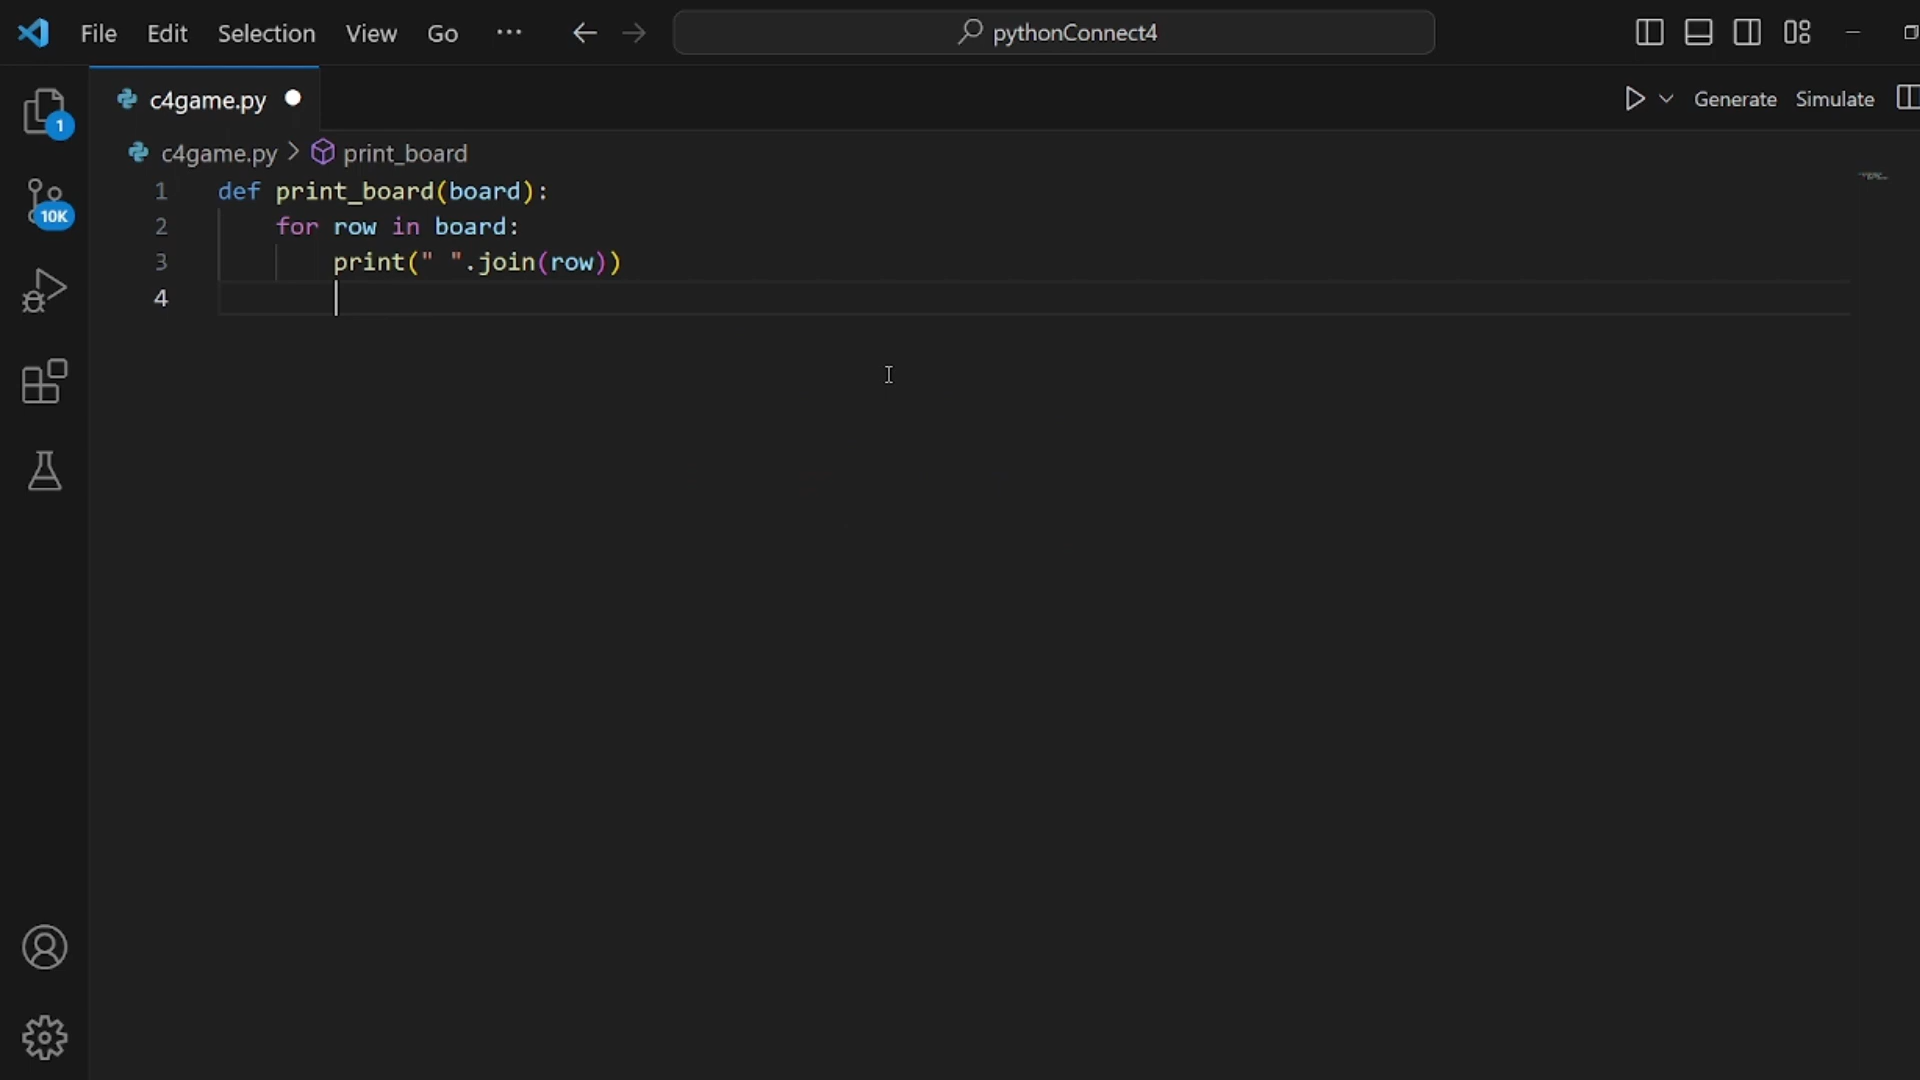 File Edit Selection View Go ··· pythonConnect4
1 c4game.py Generate Simulate
c4game.py > print_board
10K
1 def print_board(board):
2 for row in board:
3 print(" ".join(row))
4